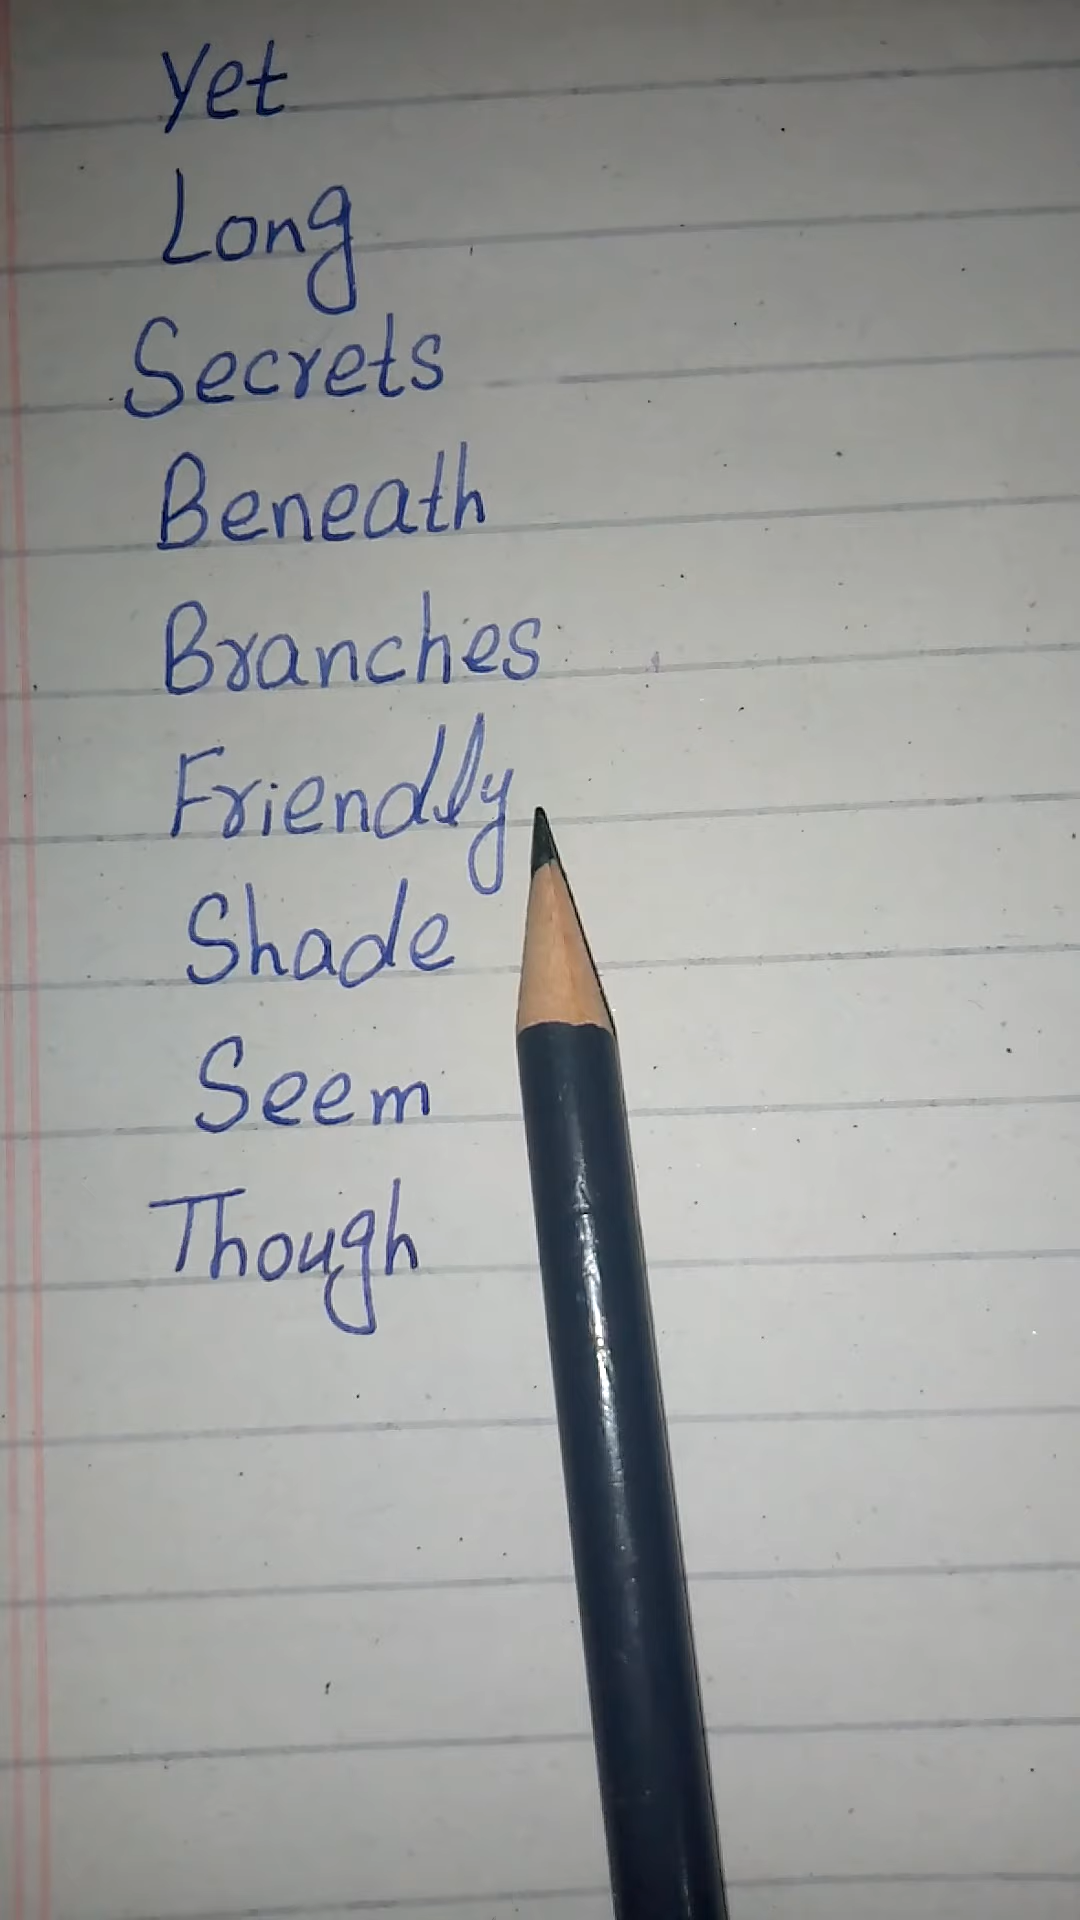 Yet
Long
Secrets
Beneath
Branches
Friendly
Shade
Seem
Though